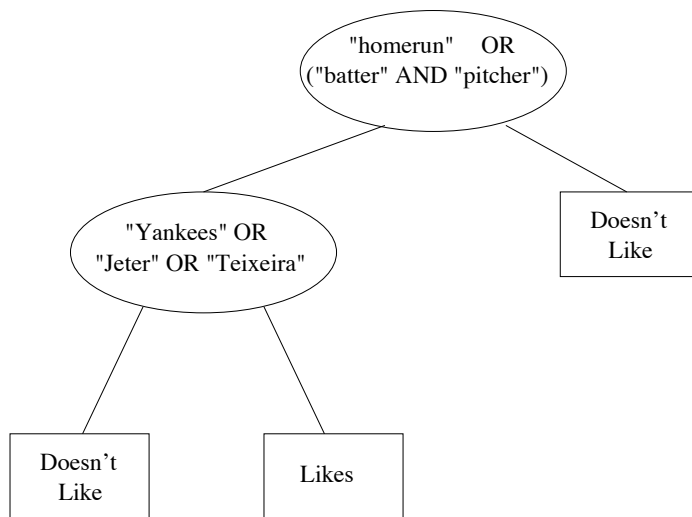 "homerun" OR
("batter" AND "pitcher")
"Yankees" OR
"Jeter" OR "Teixeira"
Doesn't
Like
Doesn't
Like
Likes